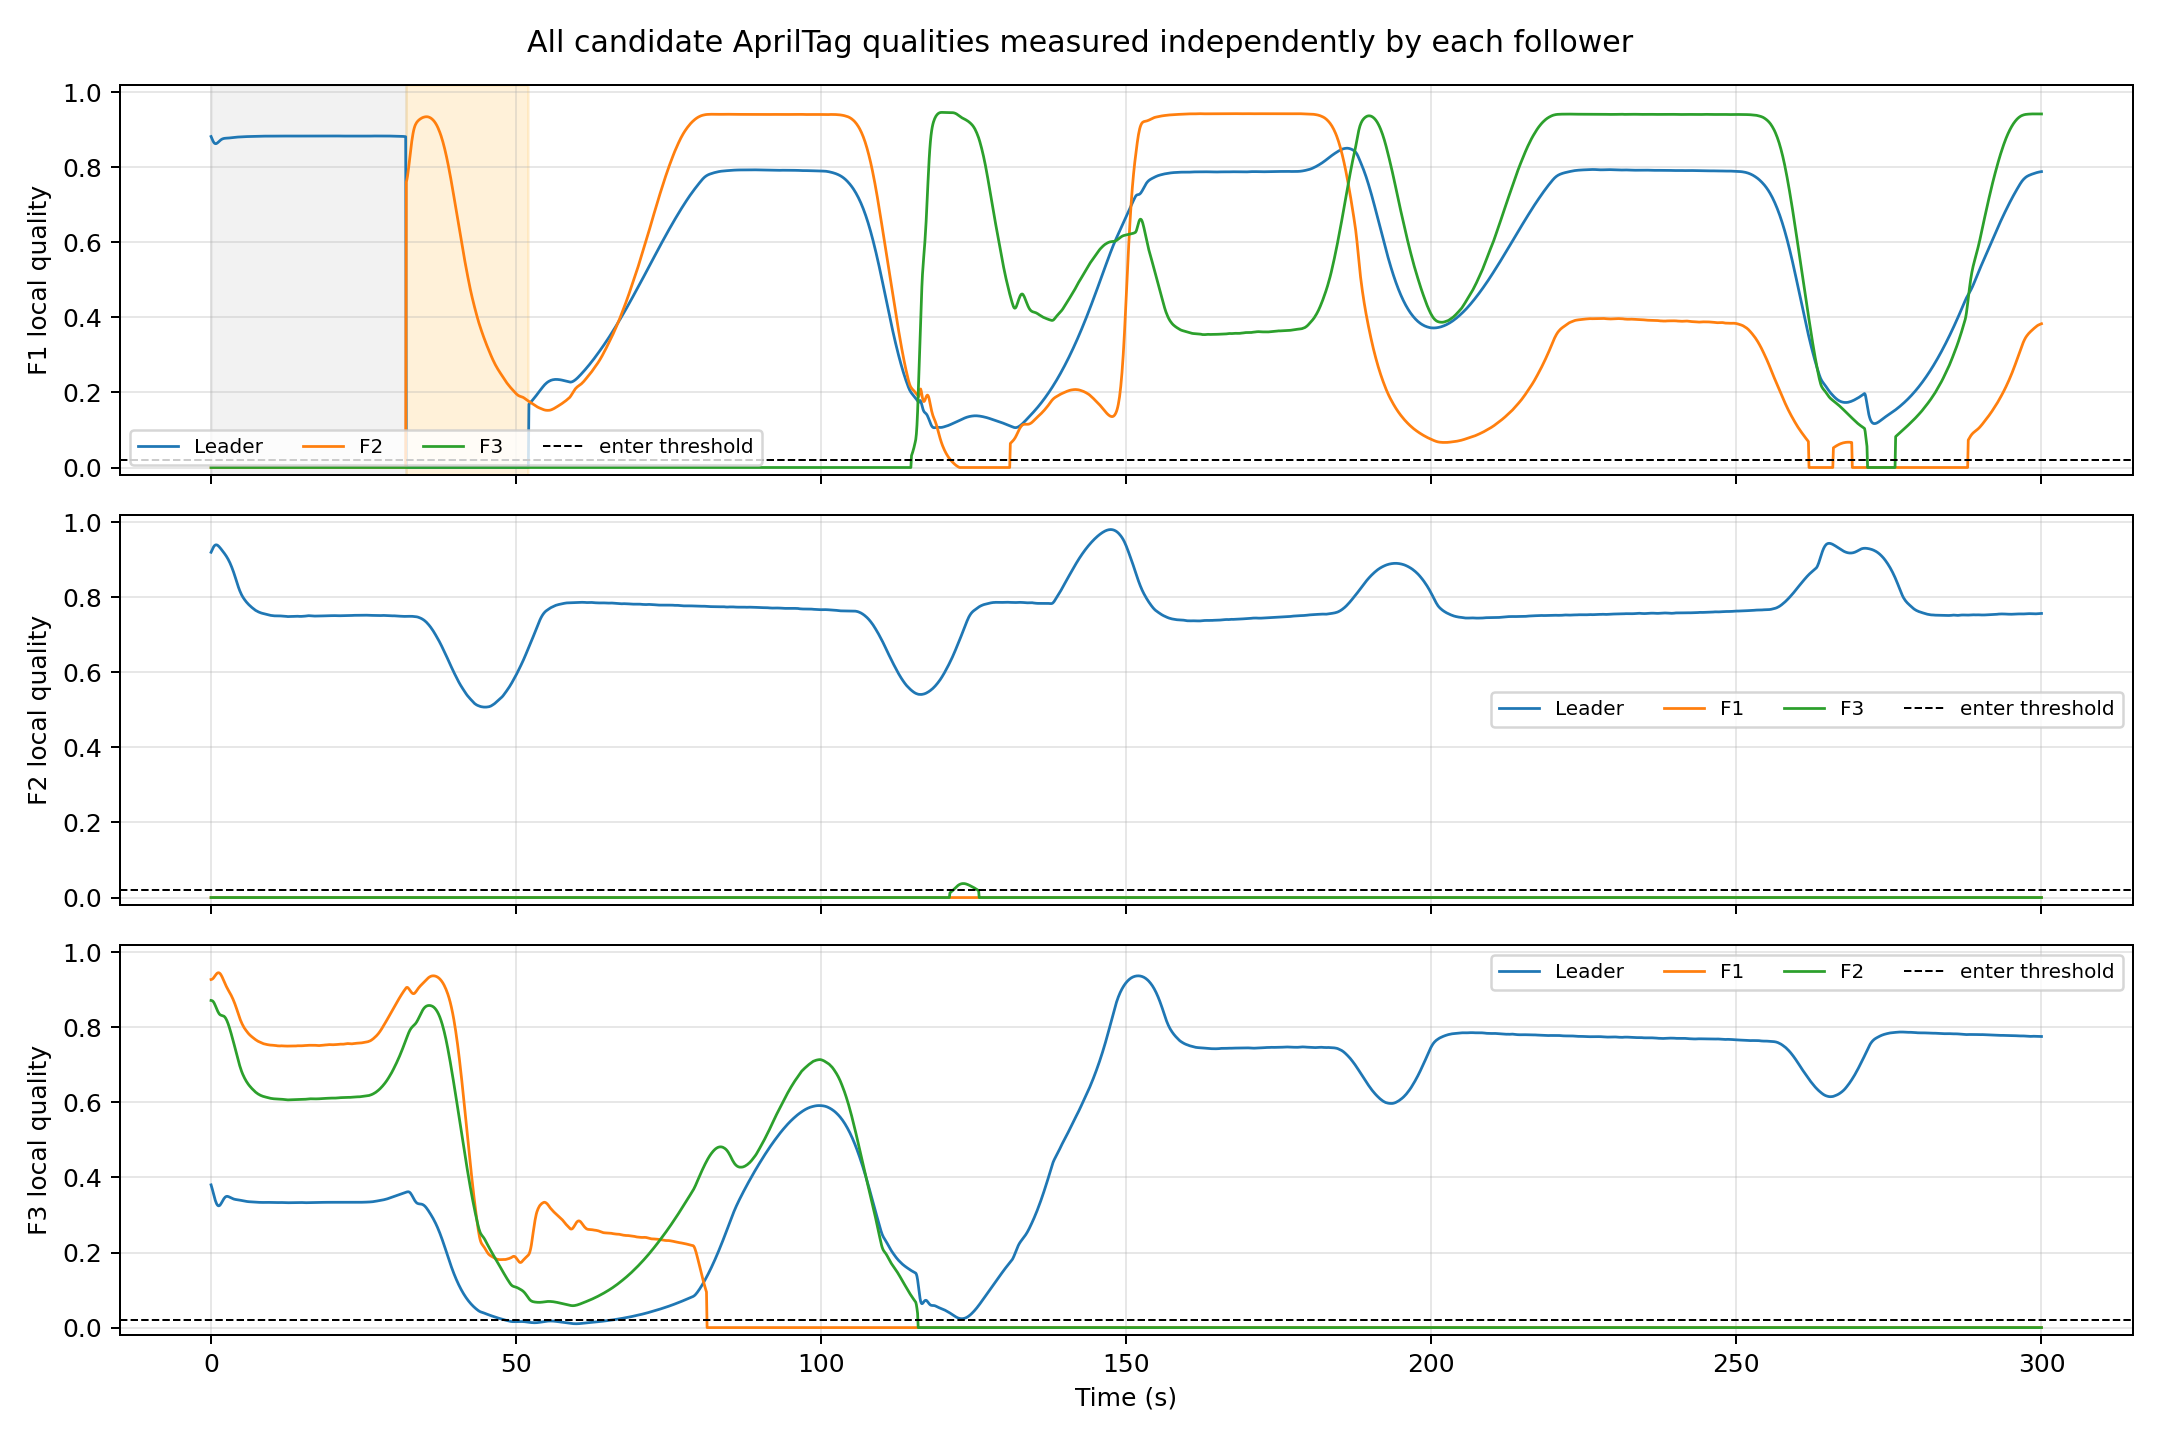 All candidate AprilTag qualities measured independently by each follower
F1 local quality
1.0
0.8
0.6
0.4
0.2
0.0
Leader F2 F3 enter threshold
F2 local quality
1.0
0.8
0.6
0.4
0.2
0.0
Leader F1 F3 enter threshold
F3 local quality
1.0
0.8
0.6
0.4
0.2
0.0
Leader F1 F2 enter threshold
0 50 100 150 200 250 300
Time (s)